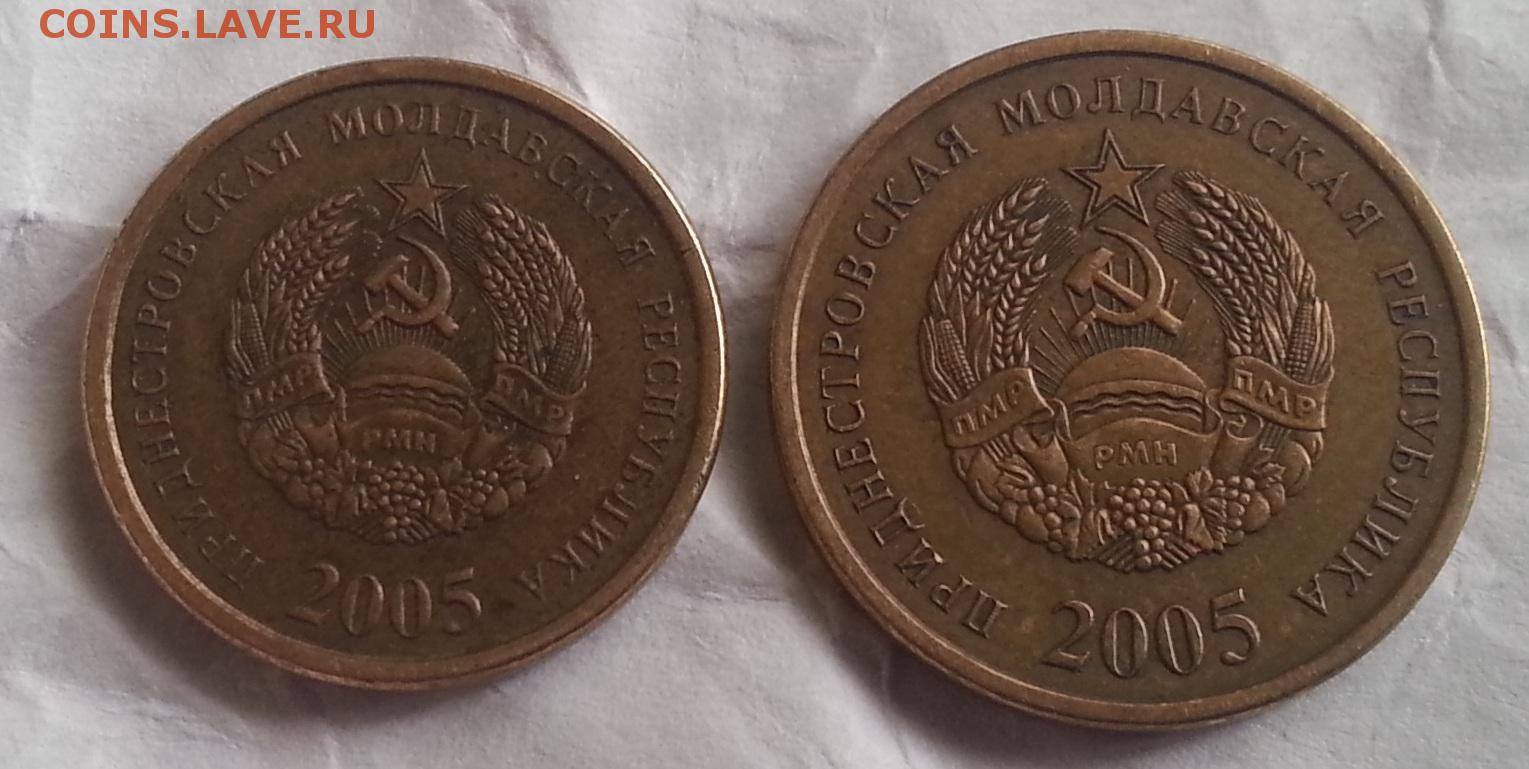 COINS.LAVE.RU
ПРИДНЕСТРОВСКАЯ МОЛДАВСКАЯ РЕСПУБЛИКА
ПМР
ПМР
РМН
2005
ПРИДНЕСТРОВСКАЯ МОЛДАВСКАЯ РЕСПУБЛИКА
ПМР
ПМР
РМН
2005